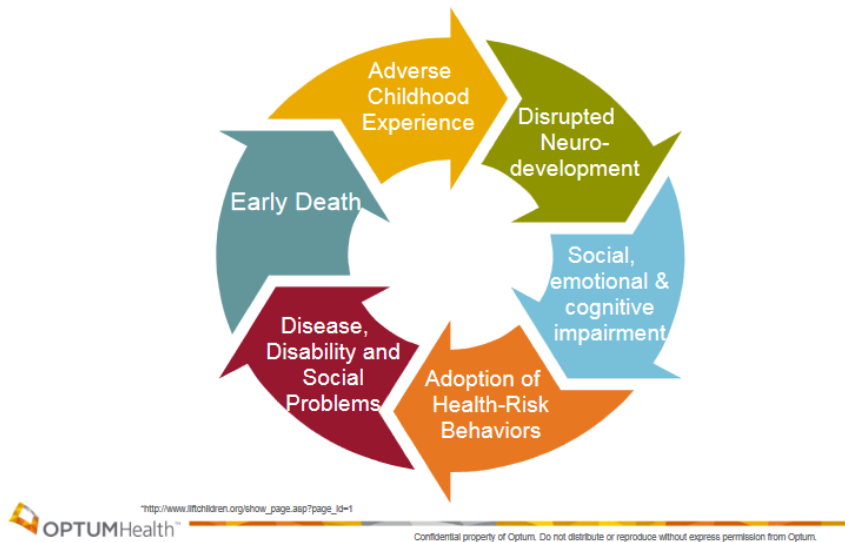 Adverse
Childhood
Experience
Disrupted
Neuro-
development
Social,
emotional &
cognitive
impairment
Adoption of
Health-Risk
Behaviors
Disease,
Disability and
Social
Problems
Early Death
*http://www.liftchildren.org/show_page.asp?page_id=1
OPTUMHealth™
Confidential property of Optum. Do not distribute or reproduce without express permission from Optum.